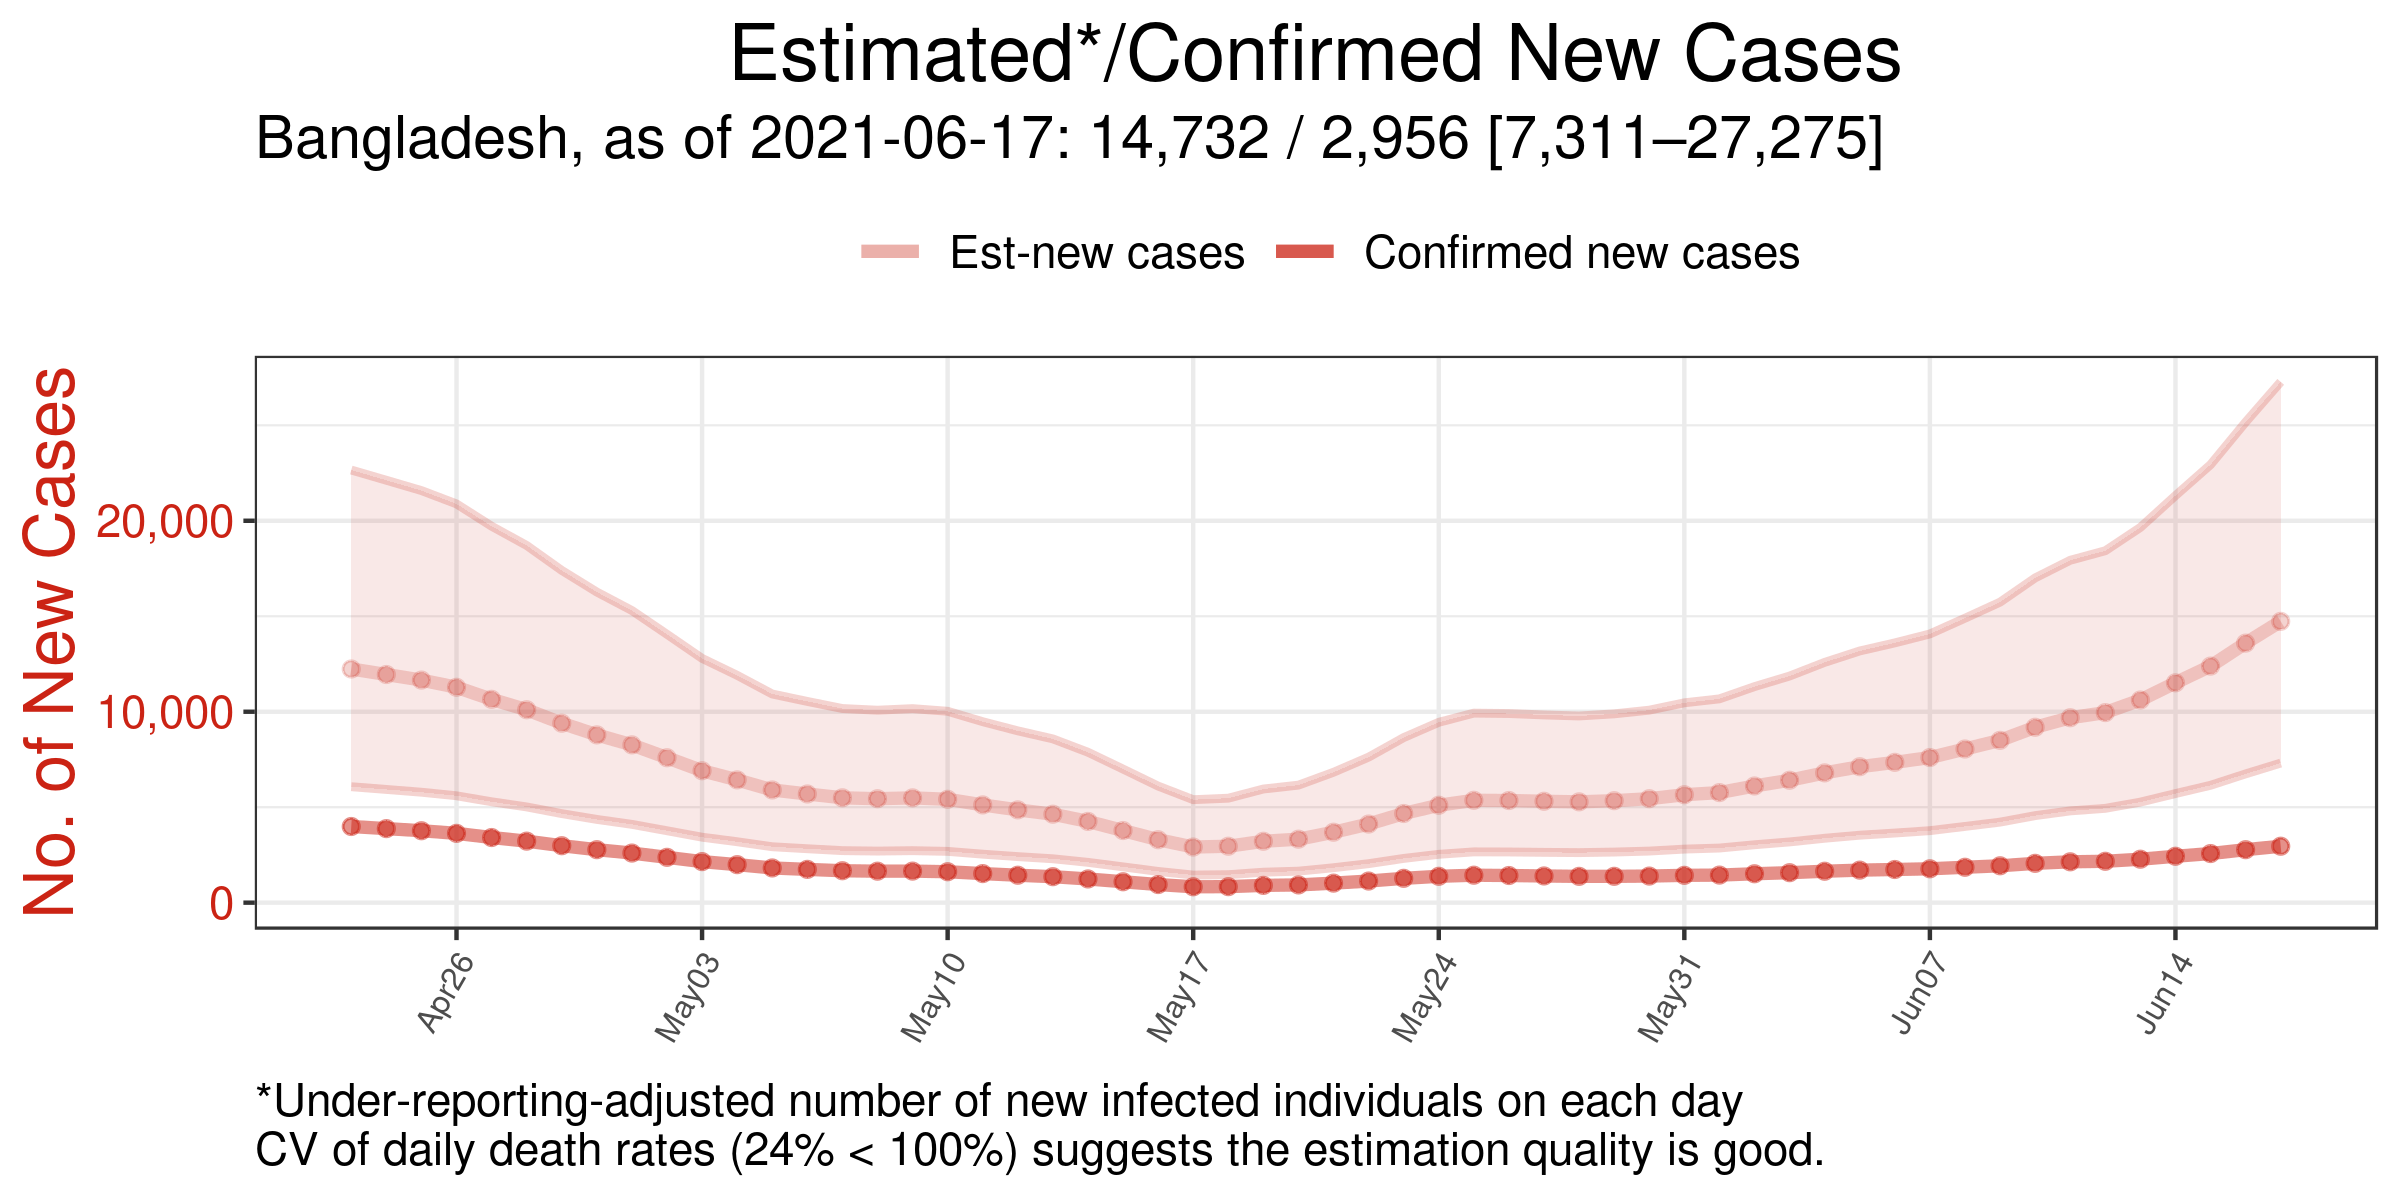 Estimated*/Confirmed New Cases
Bangladesh, as of 2021-06-17: 14,732 / 2,956 [7,311–27,275]
Est-new cases Confirmed new cases
No. of New Cases
20,000
10,000
0
Apr26 May03 May10 May17 May24 May31 Jun07 Jun14
*Under-reporting-adjusted number of new infected individuals on each day
CV of daily death rates (24% < 100%) suggests the estimation quality is good.